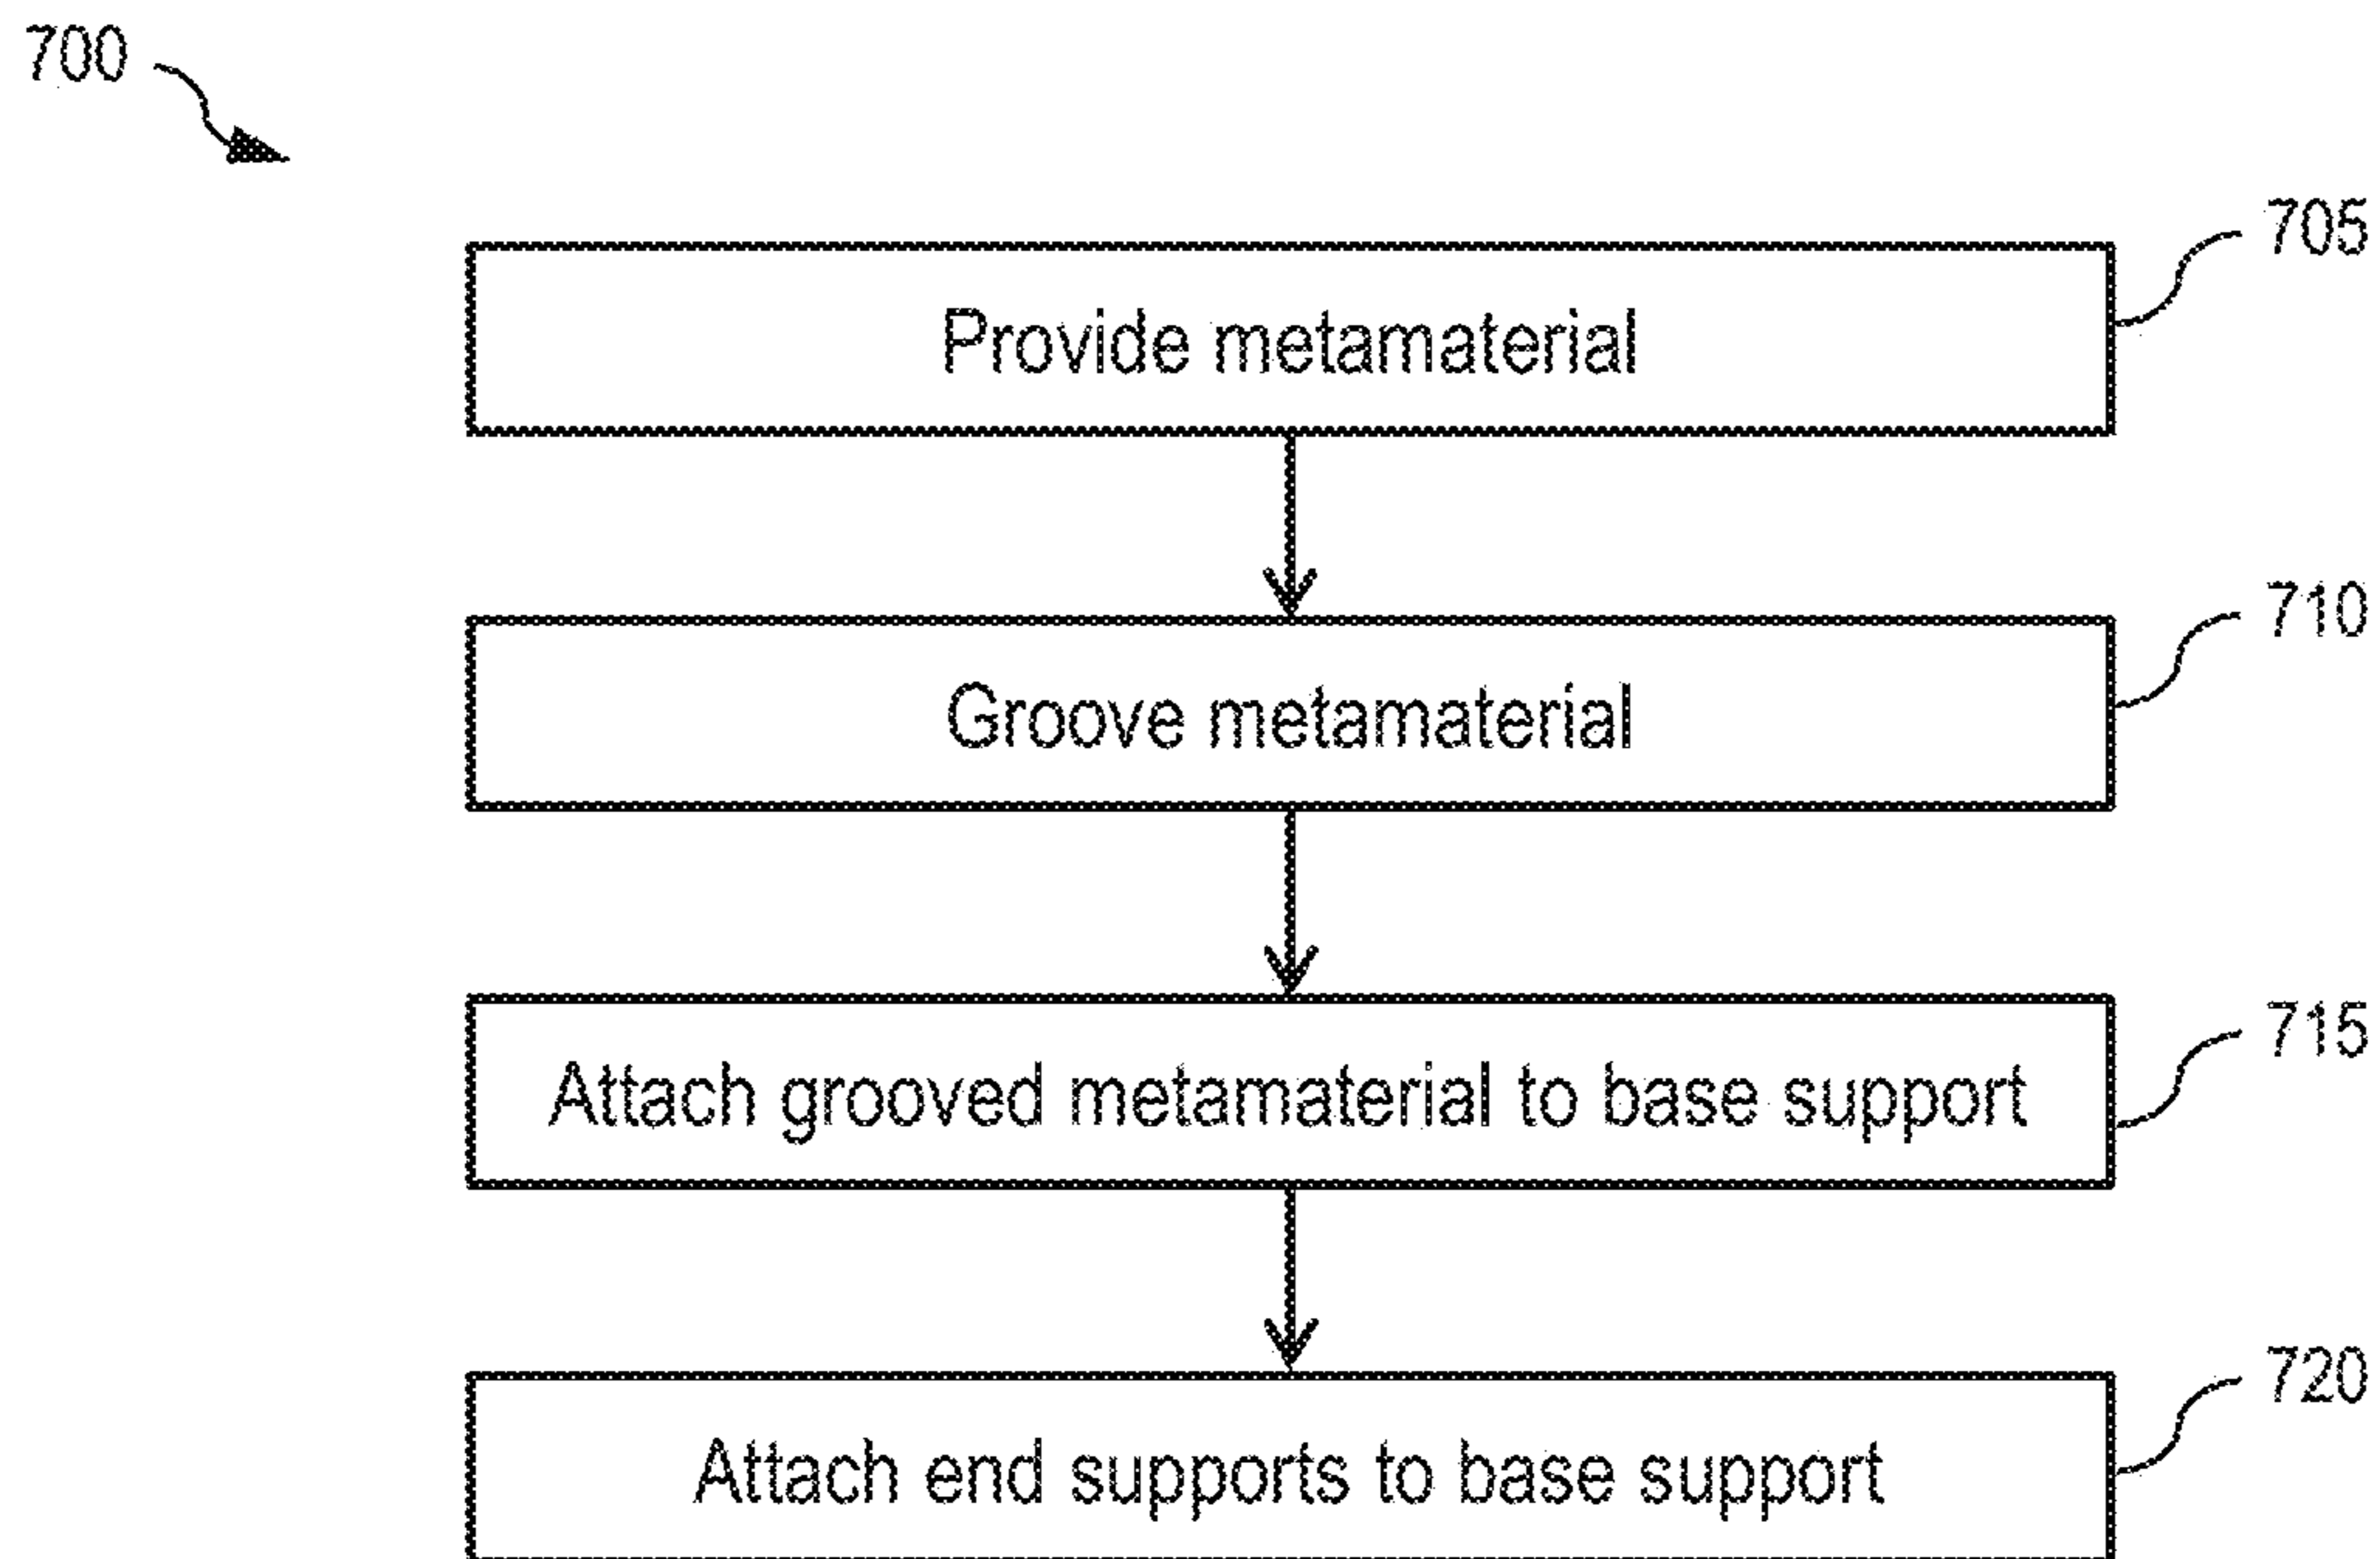 700
705
Provide metamaterial
710
Groove metamaterial
715
Attach grooved metamaterial to base support
720
Attach end supports to base support